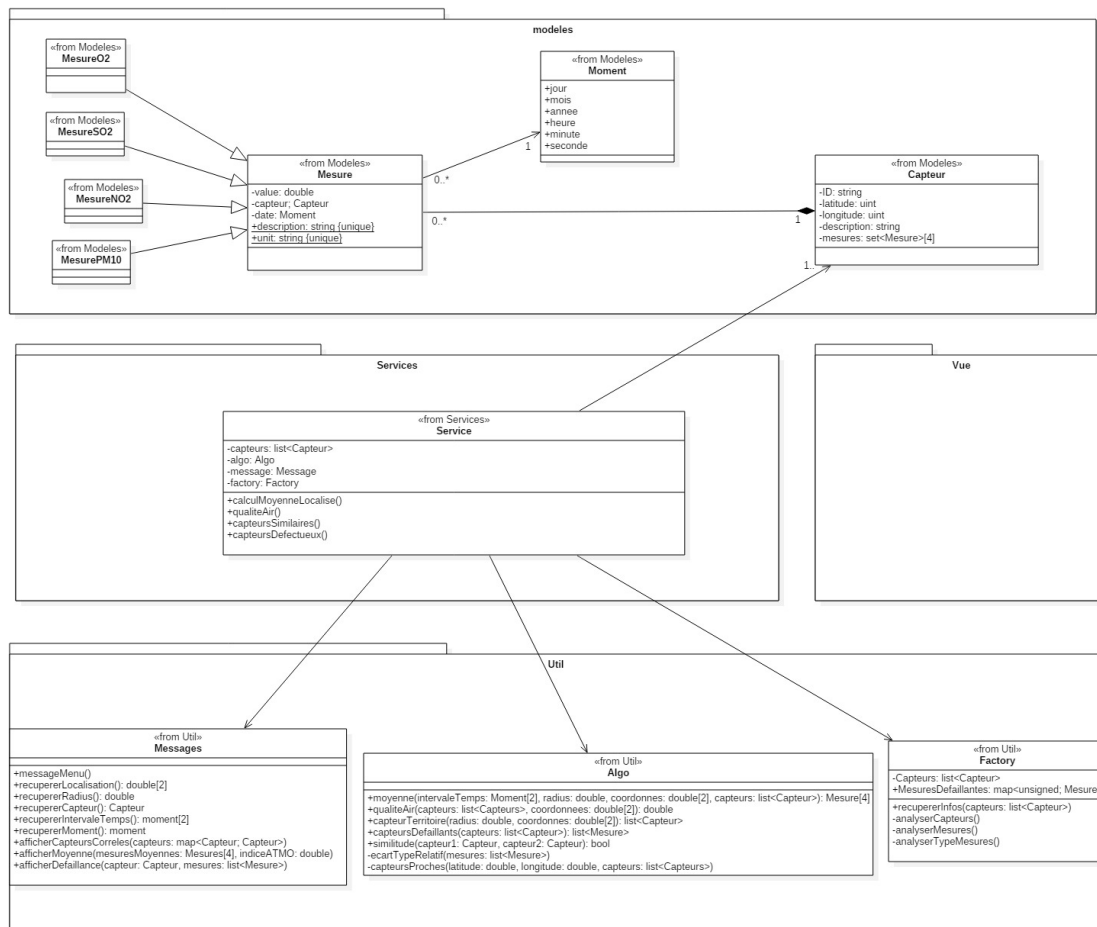 modeles
«from Modeles»
MesureO2
«from Modeles»
MesureSO2
«from Modeles»
MesureNO2
«from Modeles»
MesurePM10
«from Modeles»
Mesure
-value: double
-capteur; Capteur
-date: Moment
+description: string {unique}
+unit: string {unique}
«from Modeles»
Moment
+jour
+mois
+annee
+heure
+minute
+seconde
1
0..*
0..*
1
«from Modeles»
Capteur
-ID: string
-latitude: uint
-longitude: uint
-description: string
-mesures: set<Mesure>[4]
1..
Services
Vue
«from Services»
Service
-capteurs: list<Capteur>
-algo: Algo
-message: Message
-factory: Factory
+calculMoyenneLocalise()
+qualiteAir()
+capteursSimilaires()
+capteursDefectueux()
Util
«from Util»
Messages
+messageMenu()
+recupererLocalisation(): double[2]
+recupererRadius(): double
+recupererCapteur(): Capteur
+recupererIntervaleTemps(): moment[2]
+recupererMoment(): moment
+afficherCapteursCorreles(capteurs: map<Capteur; Capteur>)
+afficherMoyenne(mesuresMoyennes: Mesures[4], indiceATMO: double)
+afficherDefaillance(capteur: Capteur, mesures: list<Mesure>)
«from Util»
Algo
+moyenne(intervaleTemps: Moment[2], radius: double, coordonnes: double[2], capteurs: list<Capteur>): Mesure[4]
+qualiteAir(capteurs: list<Capteurs>, coordonnees: double[2]): double
+capteurTerritoire(radius: double, coordonnees: double[2]): list<Capteur>
+capteursDefaillants(capteurs: list<Capteur>): list<Mesure>
+similitude(capteur1: Capteur, capteur2: Capteur): bool
-ecartTypeRelatif(mesures: list<Mesure>)
-capteursProches(latitude: double, longitude: double, capteurs: list<Capteurs>)
«from Util»
Factory
-Capteurs: list<Capteur>
+MesuresDefaillantes: map<unsigned; Mesure
+recupererInfos(capteurs: list<Capteur>)
-analyserCapteurs()
-analyserMesures()
-analyserTypeMesures()